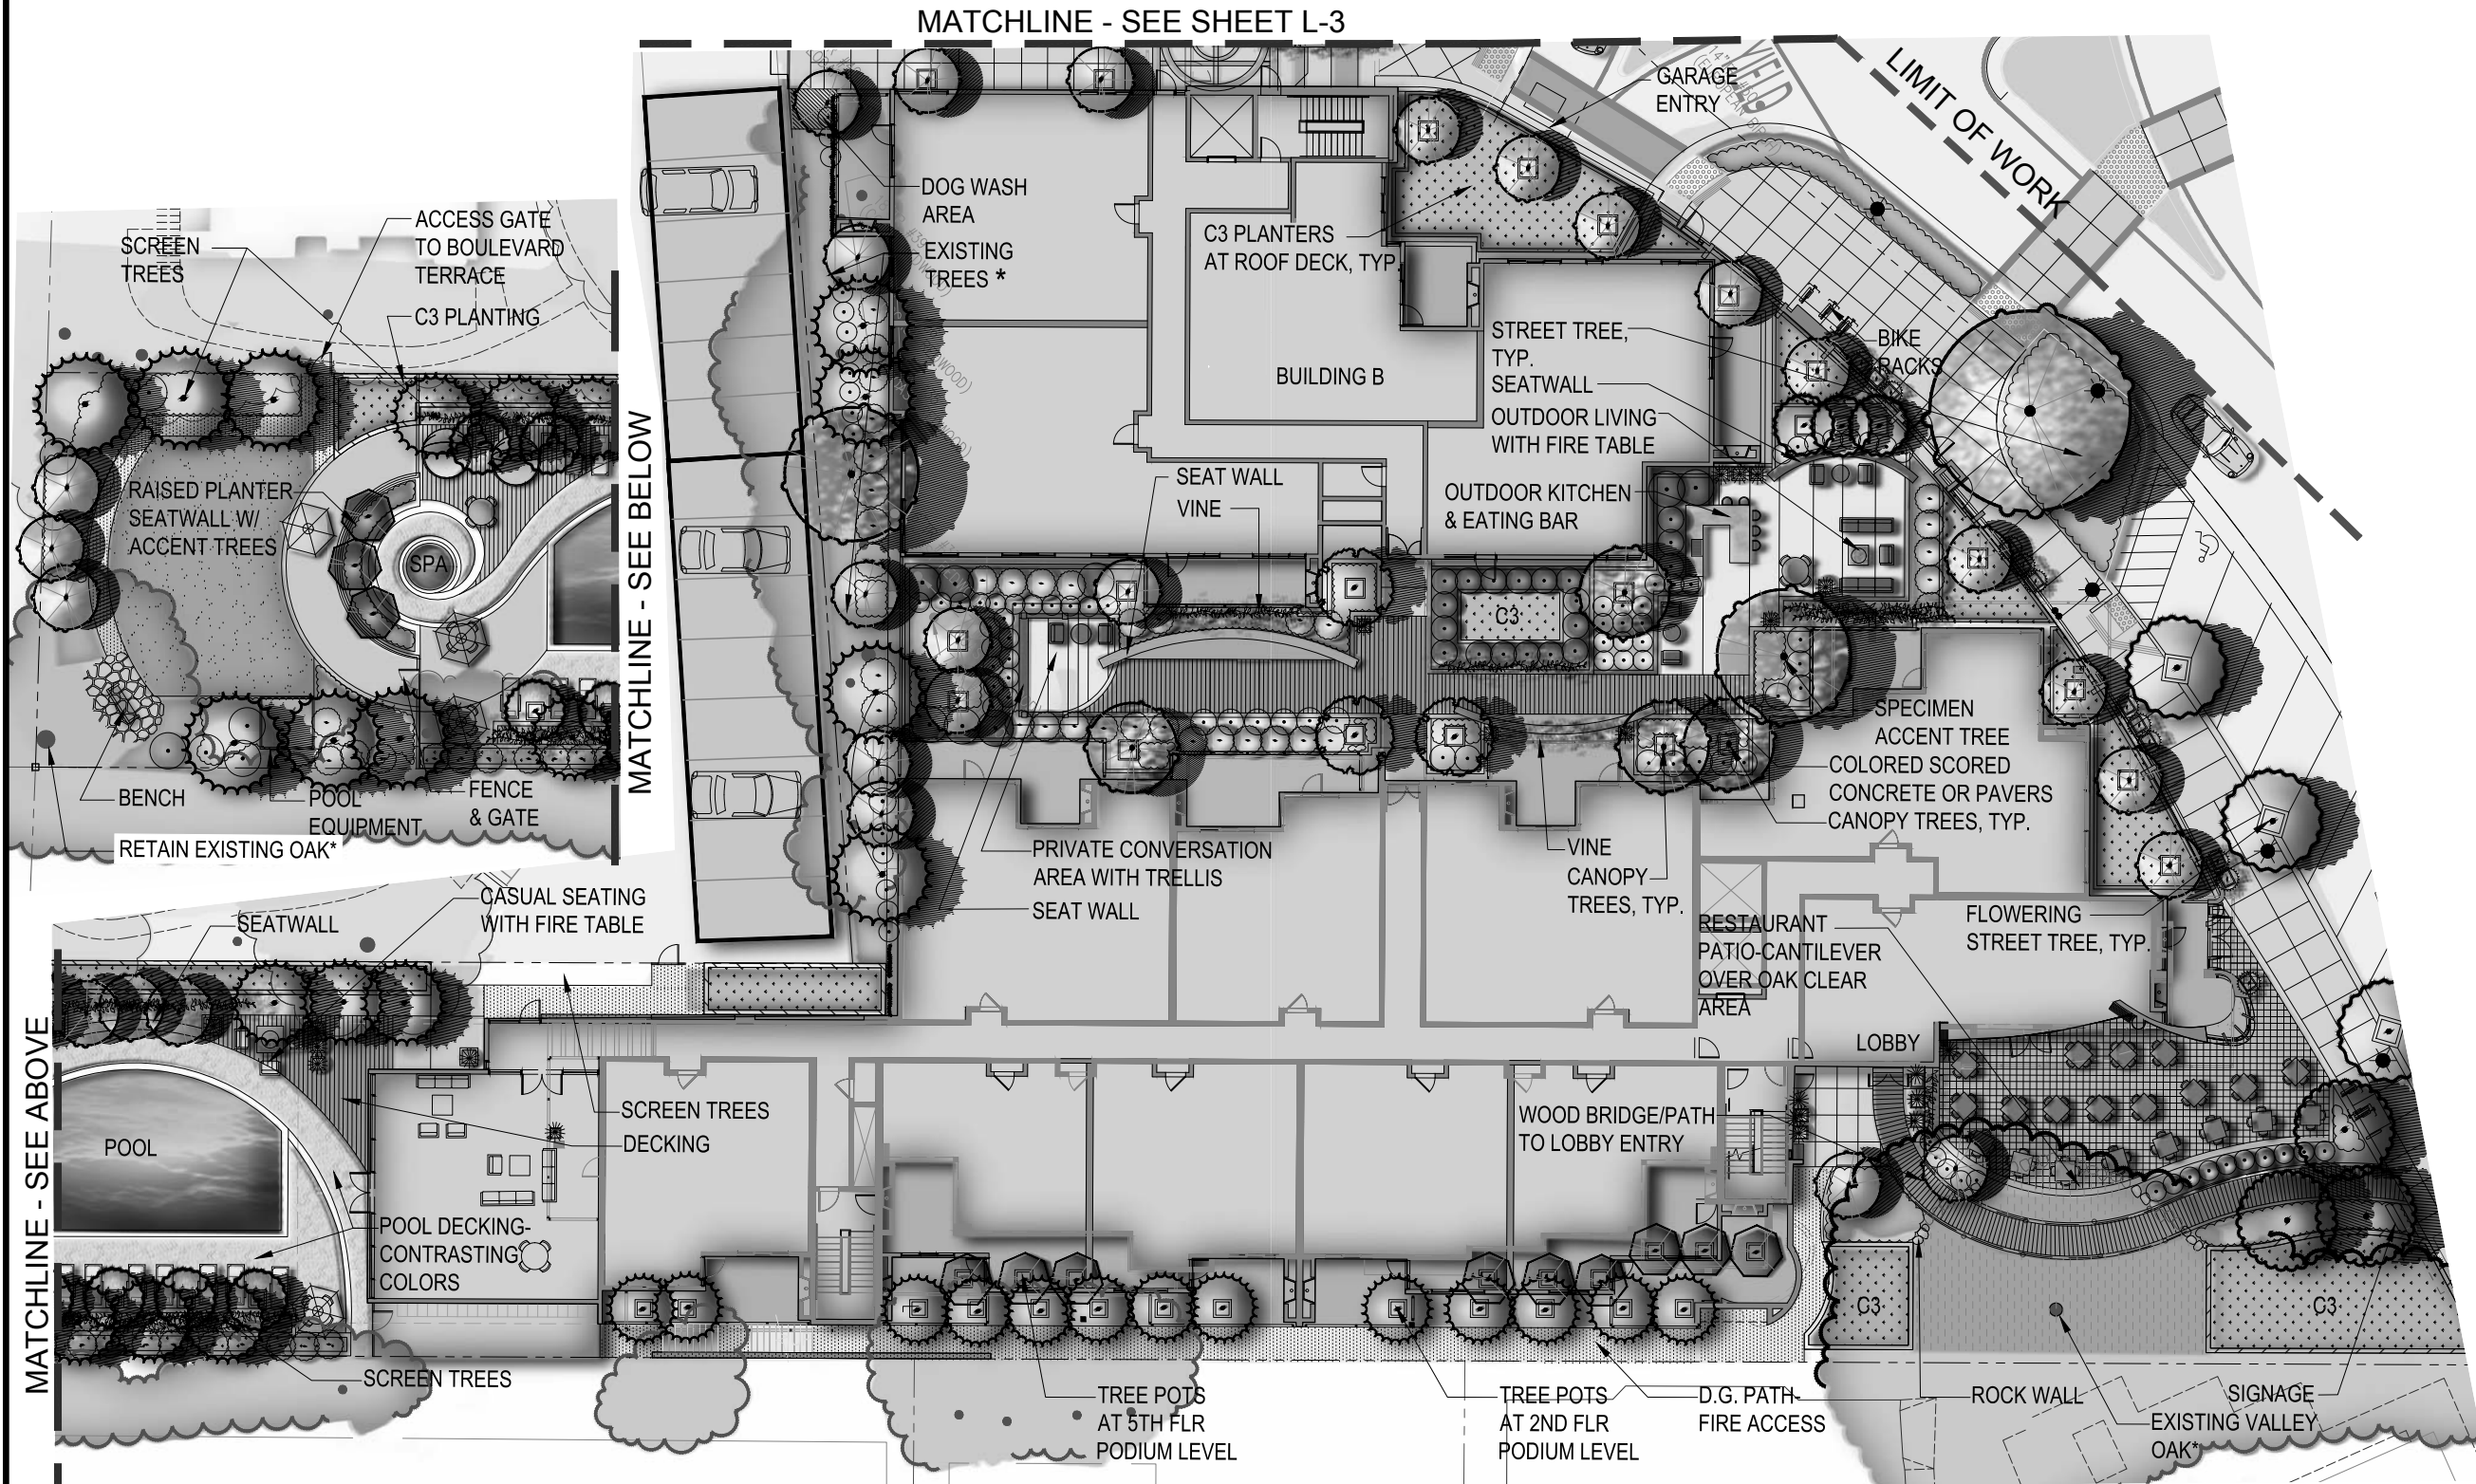 MATCHLINE - SEE SHEET L-3
LIMIT OF WORK
GARAGE
ENTRY
DOG WASH
AREA
EXISTING
TREES *
C3 PLANTERS
AT ROOF DECK, TYP.
BUILDING B
STREET TREE,
TYP.
SEATWALL
OUTDOOR LIVING
WITH FIRE TABLE
BIKE
RACKS
OUTDOOR KITCHEN
& EATING BAR
SEAT WALL
VINE
C3
ACCESS GATE
TO BOULEVARD
TERRACE
SCREEN
TREES
C3 PLANTING
RAISED PLANTER
SEATWALL W/
ACCENT TREES
SPA
BENCH
POOL
EQUIPMENT
FENCE
& GATE
RETAIN EXISTING OAK*
MATCHLINE - SEE BELOW
SPECIMEN
ACCENT TREE
COLORED SCORED
CONCRETE OR PAVERS
CANOPY TREES, TYP.
PRIVATE CONVERSATION
AREA WITH TRELLIS
SEAT WALL
VINE
CANOPY
TREES, TYP.
RESTAURANT
PATIO-CANTILEVER
OVER OAK CLEAR
AREA
FLOWERING
STREET TREE, TYP.
LOBBY
CASUAL SEATING
WITH FIRE TABLE
SEATWALL
MATCHLINE - SEE ABOVE
POOL
SCREEN TREES
DECKING
POOL DECKING-
CONTRASTING
COLORS
SCREEN TREES
WOOD BRIDGE/PATH
TO LOBBY ENTRY
C3
C3
TREE POTS
AT 5TH FLR
PODIUM LEVEL
TREE POTS
AT 2ND FLR
PODIUM LEVEL
D.G. PATH-
FIRE ACCESS
ROCK WALL
SIGNAGE
EXISTING VALLEY
OAK*